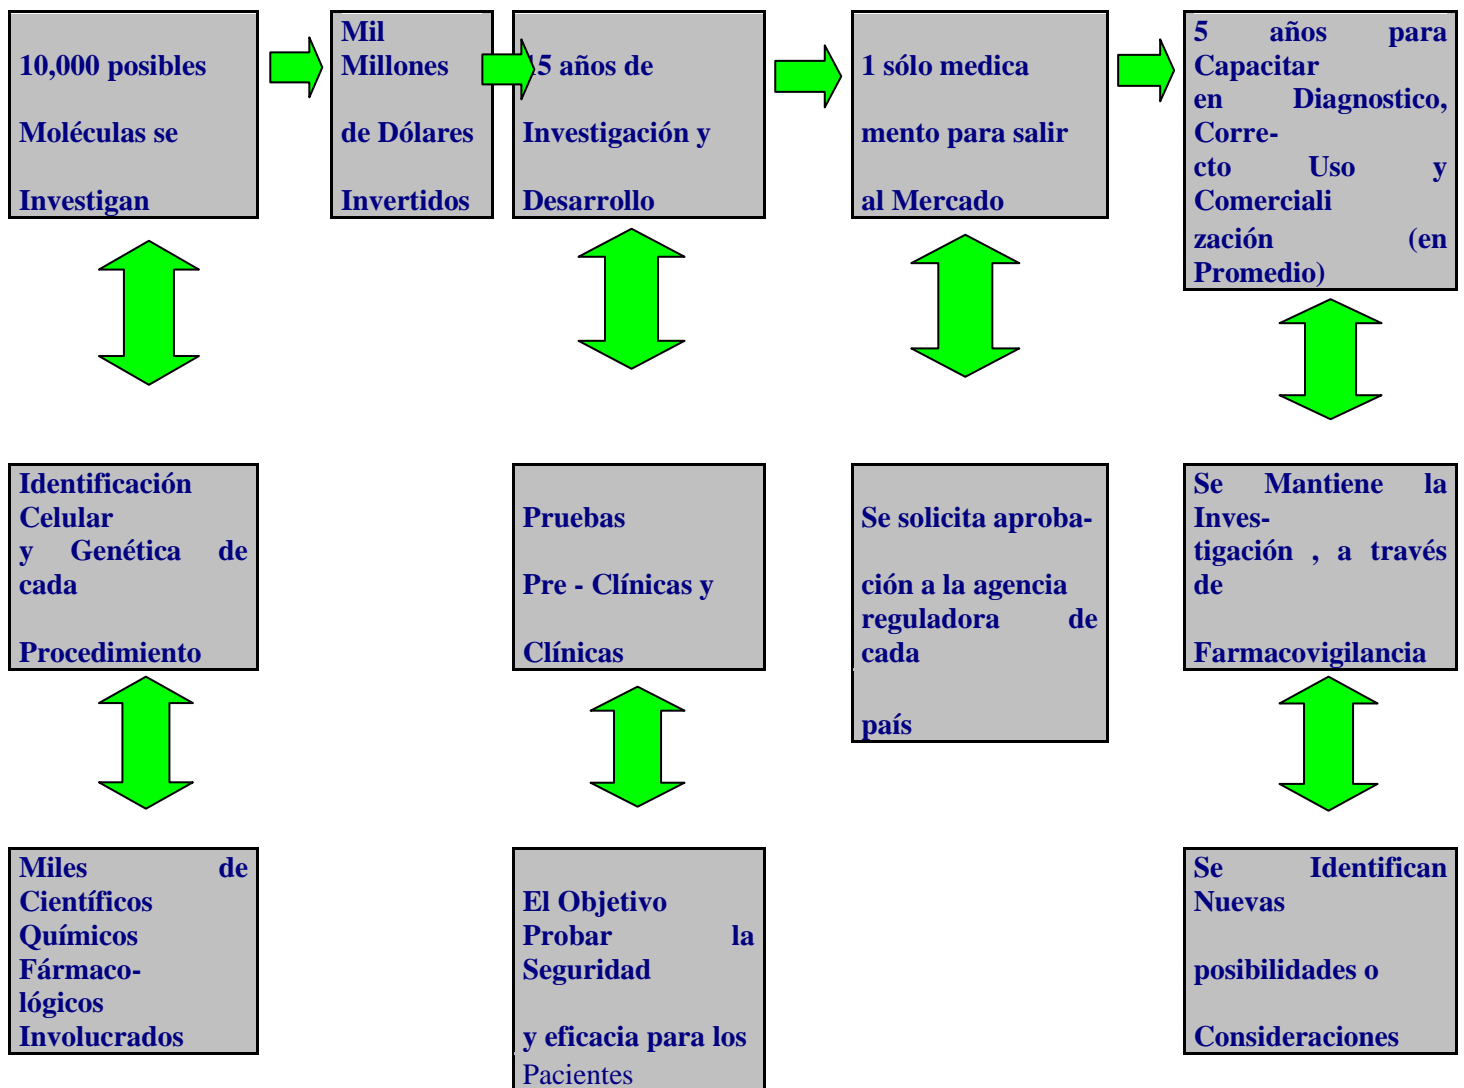 10,000 posibles
Moléculas se
Investigan
Mil
Millones
de Dólares
Invertidos
5 años de
Investigación y
Desarrollo
1 sólo medica
mento para salir
al Mercado
5 años para
Capacitar
en Diagnostico,
Corre-
cto Uso y
Comerciali
zación (en
Promedio)
Identificación
Celular
y Genética de
cada
Procedimiento
Pruebas
Pre - Clínicas y
Clínicas
Se solicita aproba-
ción a la agencia
reguladora de
cada
país
Se Mantiene la
Inves-
tigación , a través
de
Farmacovigilancia
Miles de
Científicos
Químicos
Fármaco-
lógicos
Involucrados
El Objetivo
Probar la
Seguridad
y eficacia para los
Pacientes
Se Identifican
Nuevas
posibilidades o
Consideraciones